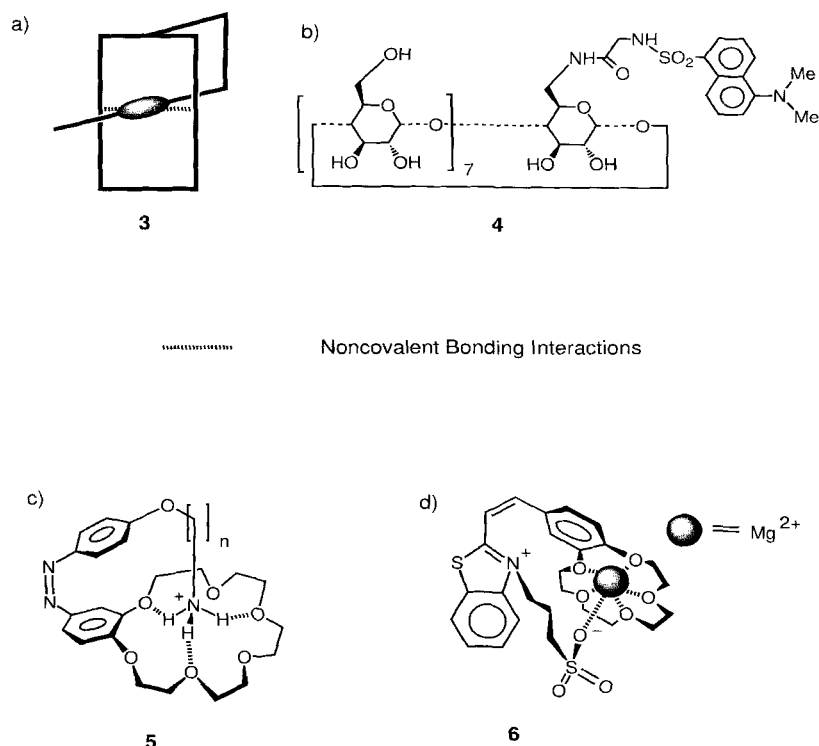 a)
3
b)
OH
O
HO
OH
O
7
NH
O
NH
SO2
N
Me
Me
O
HO
OH
O
4
Noncovalent Bonding Interactions
c)
O
n
N
N
+
N
H
H
H
O
O
O
O
O
O
5
d)
S
N
+
O
O
O
O
O
O
−
S
O
O
= Mg2+
6